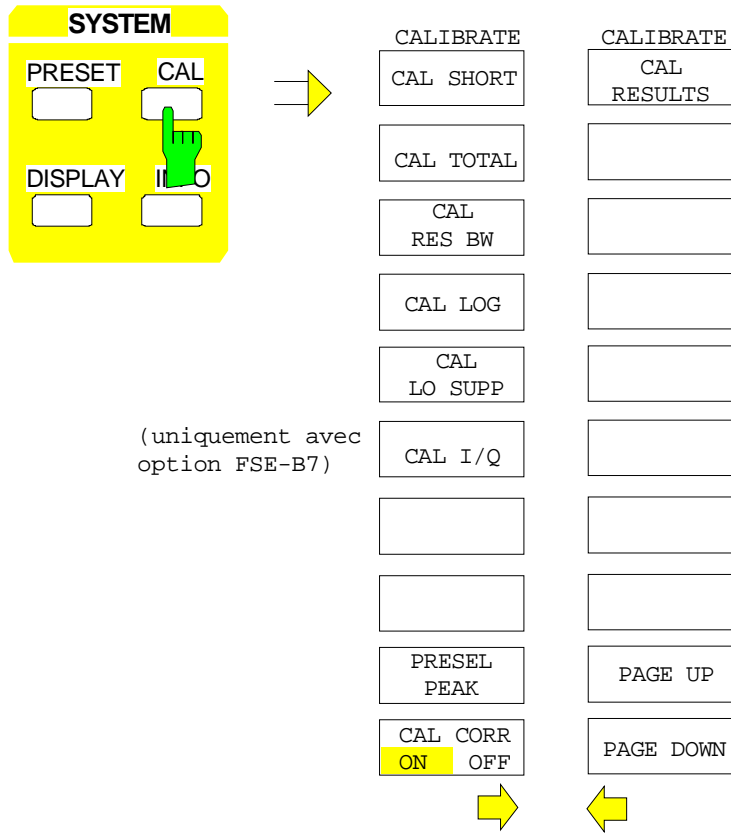 SYSTEM
PRESET CAL
DISPLAY
CALIBRATE
CAL SHORT
CAL TOTAL
CAL
RES BW
CAL LOG
CAL
LO SUPP
(uniquement avec
option FSE-B7)
CAL I/Q
PRESEL
PEAK
CAL CORR
ON OFF
CALIBRATE
CAL
RESULTS
PAGE UP
PAGE DOWN